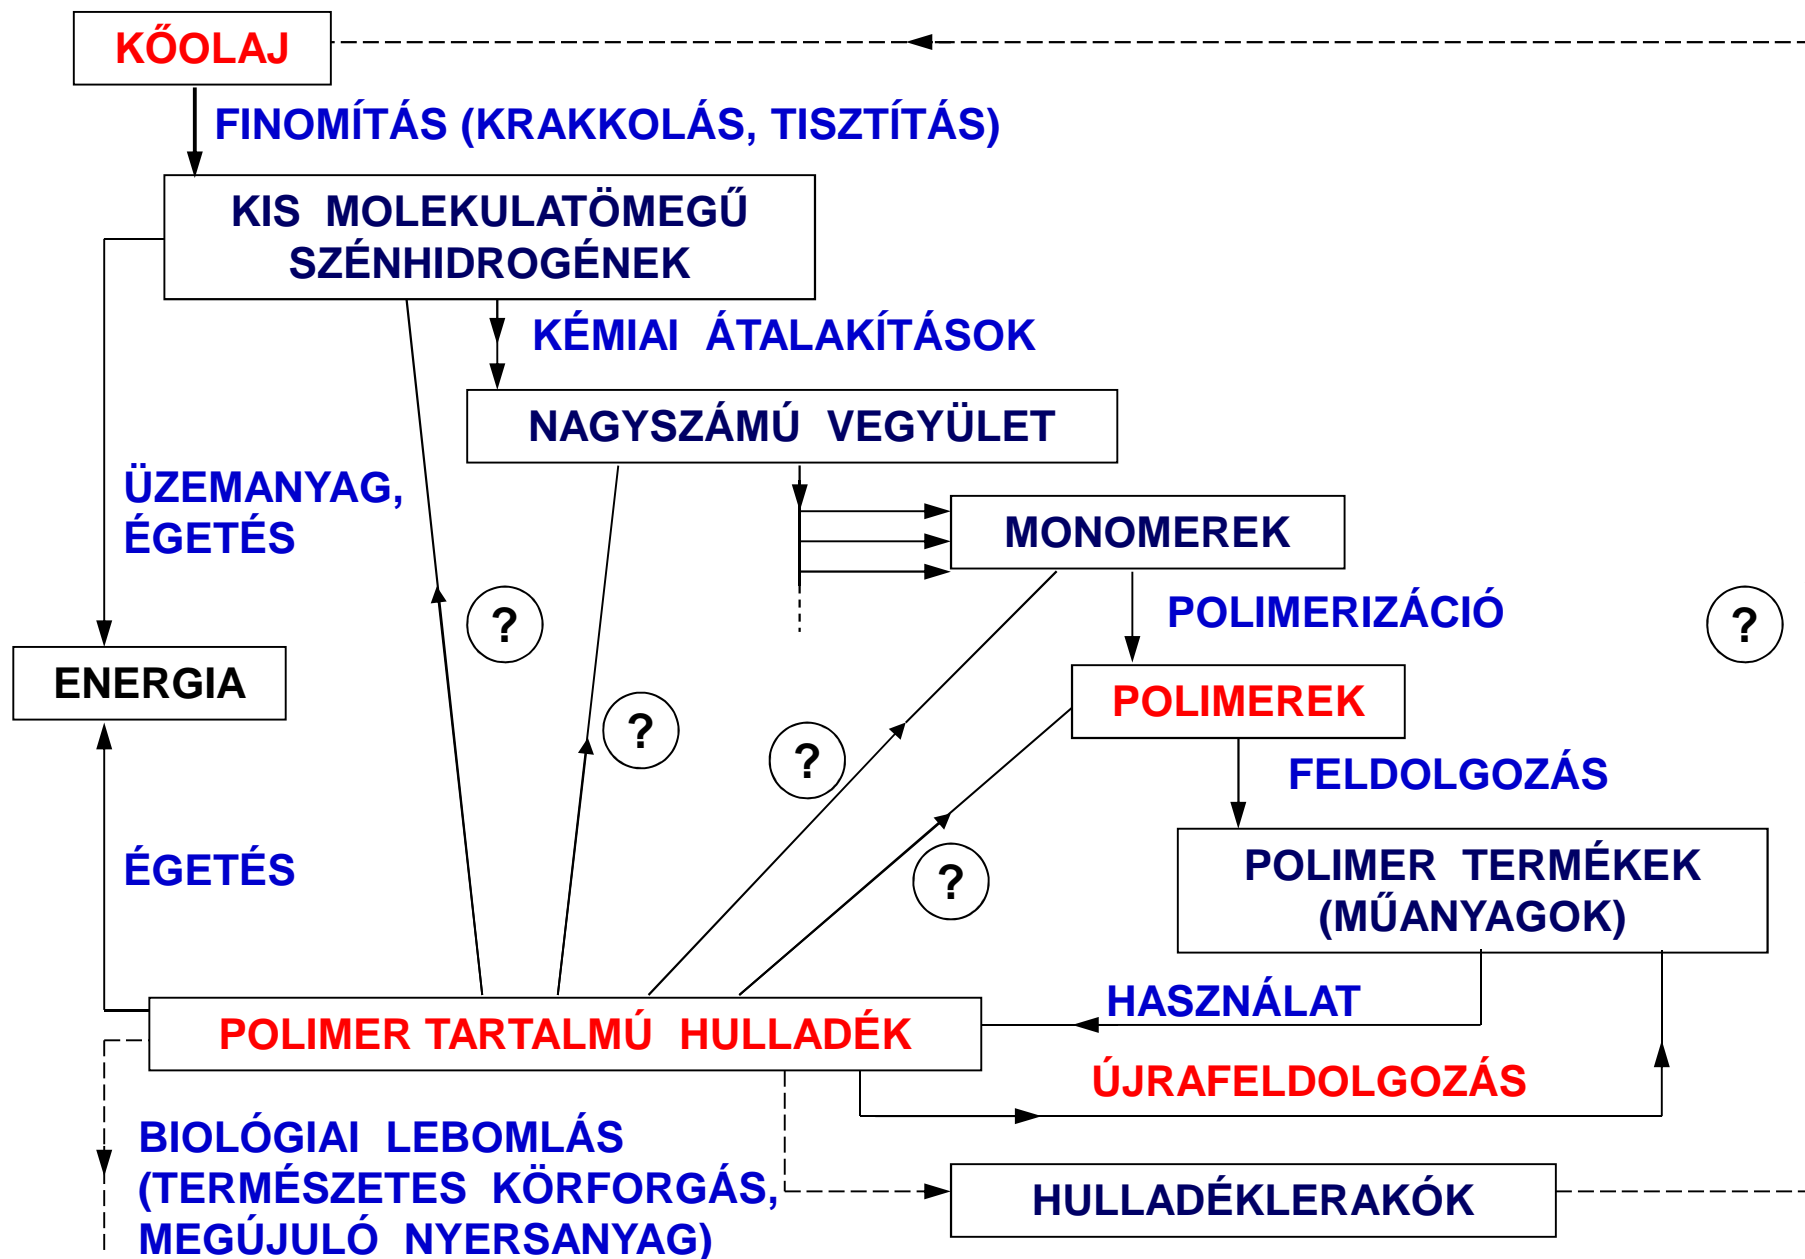 KŐOLAJ
FINOMÍTÁS (KRAKKOLÁS, TISZTÍTÁS)
KIS MOLEKULATÖMEGŰ
SZÉNHIDROGÉNEK
KÉMIAI ÁTALAKÍTÁSOK
NAGYSZÁMÚ VEGYÜLET
ÜZEMANYAG,
ÉGETÉS
MONOMEREK
?
POLIMERIZÁCIÓ
?
ENERGIA
POLIMEREK
?
?
FELDOLGOZÁS
ÉGETÉS
?
POLIMER TERMÉKEK
(MŰANYAGOK)
HASZNÁLAT
POLIMER TARTALMÚ HULLADÉK
ÚJRAFELDOLGOZÁS
BIOLÓGIAI LEBOMLÁS
(TERMÉSZETES KÖRFORGÁS,
MEGÚJULÓ NYERSANYAG)
HULLADÉKLERAKÓK